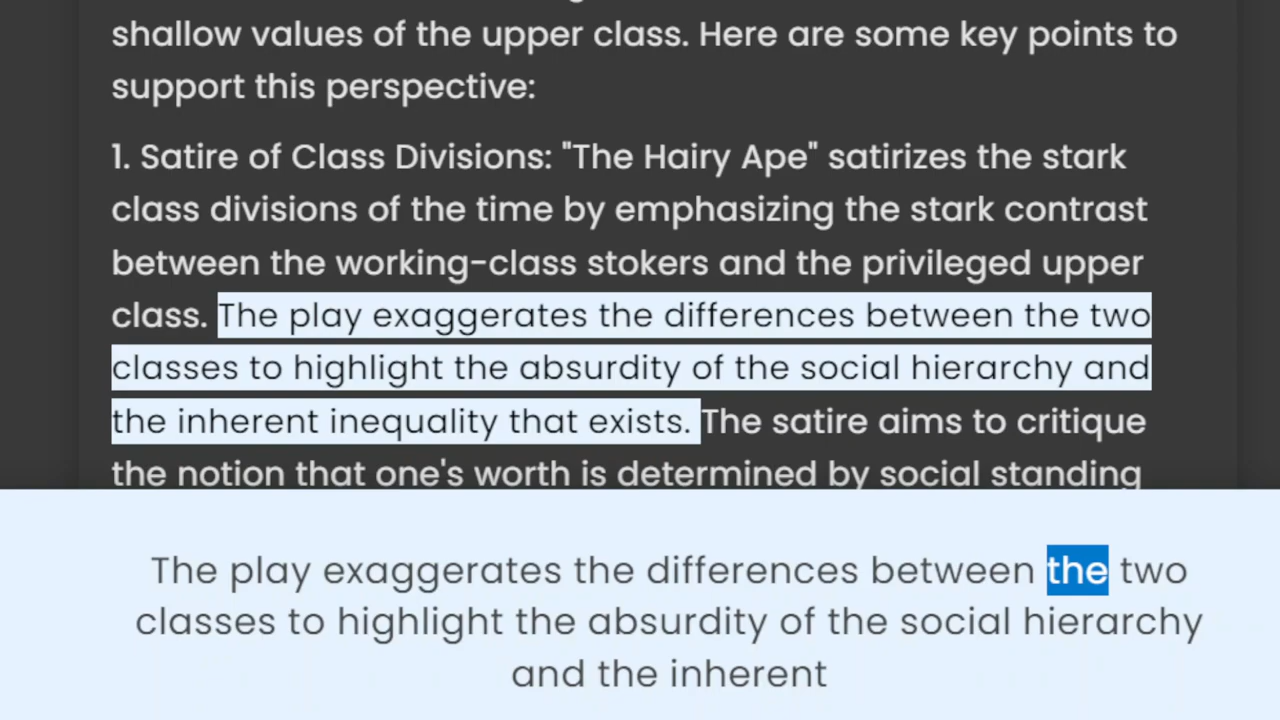 shallow values of the upper class. Here are some key points to
support this perspective:
1. Satire of Class Divisions: "The Hairy Ape" satirizes the stark
class divisions of the time by emphasizing the stark contrast
between the working-class stokers and the privileged upper
class. The play exaggerates the differences between the two
classes to highlight the absurdity of the social hierarchy and
the inherent inequality that exists. The satire aims to critique
the notion that one's worth is determined by social standing
The play exaggerates the differences between the two
classes to highlight the absurdity of the social hierarchy
and the inherent